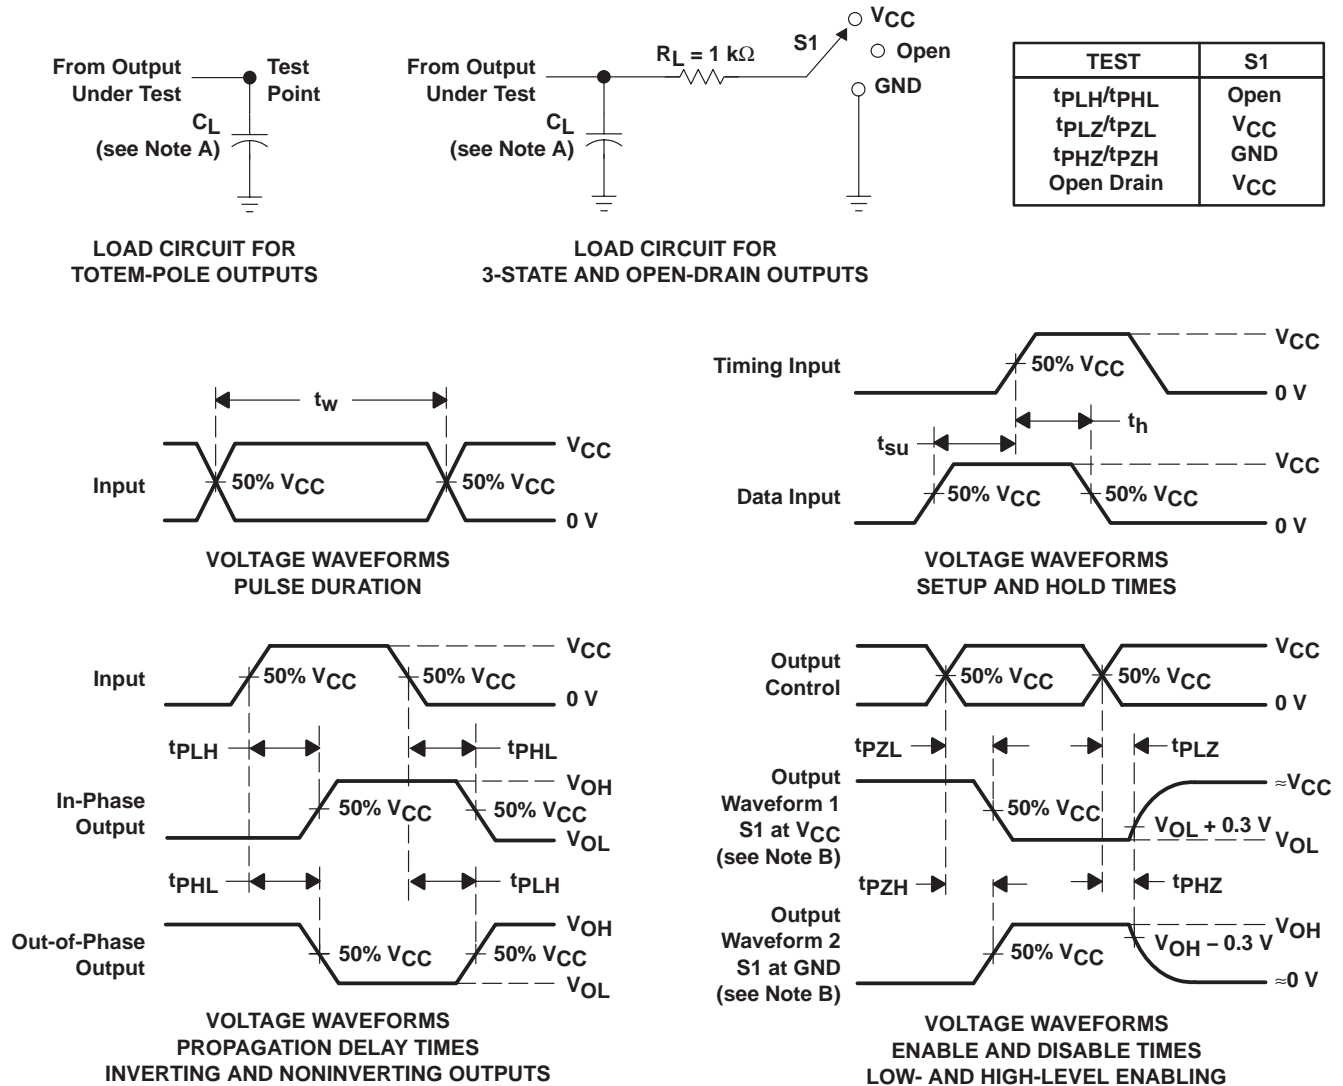 From Output
Under Test
Test
Point
CL
(see Note A)
LOAD CIRCUIT FOR
TOTEM-POLE OUTPUTS
From Output
Under Test
RL = 1 kΩ
S1
VCC
Open
GND
CL
(see Note A)
LOAD CIRCUIT FOR
3-STATE AND OPEN-DRAIN OUTPUTS
TEST S1
tPLH/tPHL Open
tPLZ/tPZL VCC
tPHZ/tPZH GND
Open Drain VCC
tw
Input
50% VCC
50% VCC
VCC
0 V
VOLTAGE WAVEFORMS
PULSE DURATION
Timing Input
50% VCC
VCC
0 V
tsu
th
Data Input
50% VCC
50% VCC
VCC
0 V
VOLTAGE WAVEFORMS
SETUP AND HOLD TIMES
Input
50% VCC
50% VCC
VCC
0 V
tPLH
tPHL
In-Phase
Output
50% VCC
50% VCC
VOH
VOL
tPHL
tPLH
Out-of-Phase
Output
50% VCC
50% VCC
VOH
VOL
VOLTAGE WAVEFORMS
PROPAGATION DELAY TIMES
INVERTING AND NONINVERTING OUTPUTS
Output
Control
50% VCC
50% VCC
VCC
0 V
tPZL
tPLZ
Output
Waveform 1
S1 at VCC
(see Note B)
50% VCC
≈VCC
VOL + 0.3 V
VOL
tPZH
tPHZ
Output
Waveform 2
S1 at GND
(see Note B)
50% VCC
VOH
VOH – 0.3 V
≈0 V
VOLTAGE WAVEFORMS
ENABLE AND DISABLE TIMES
LOW- AND HIGH-LEVEL ENABLING